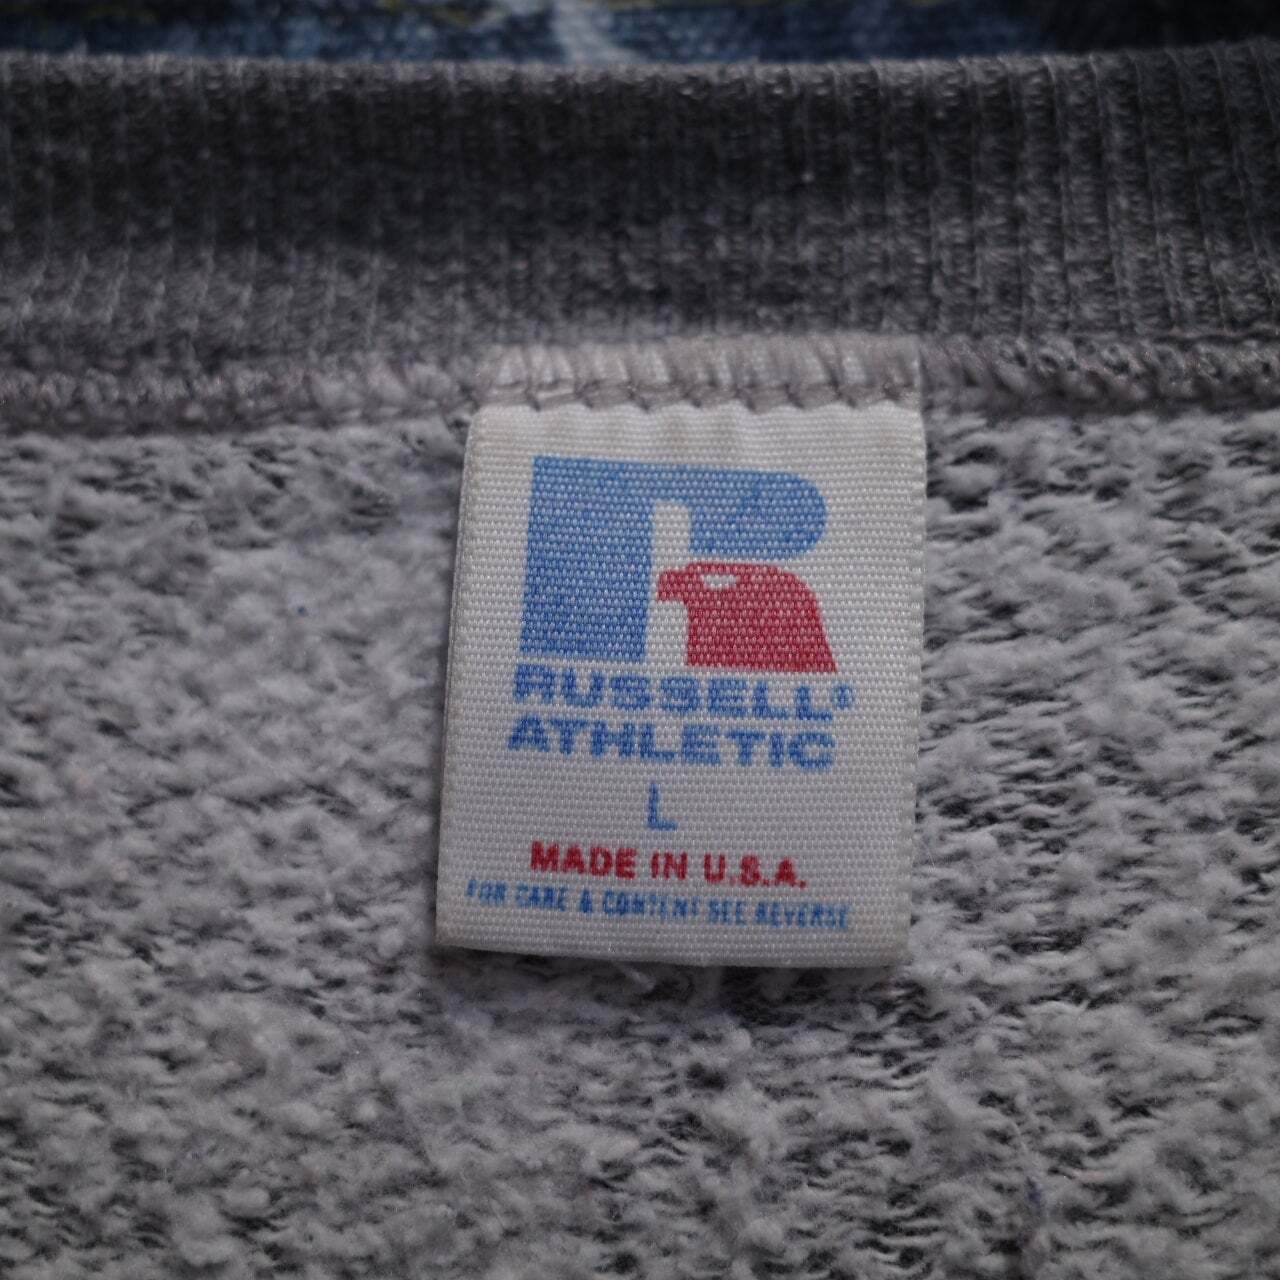 RUSSELL®
ATHLETIC
L
MADE IN U.S.A.
FOR CARE & CONTENT SEE REVERSE